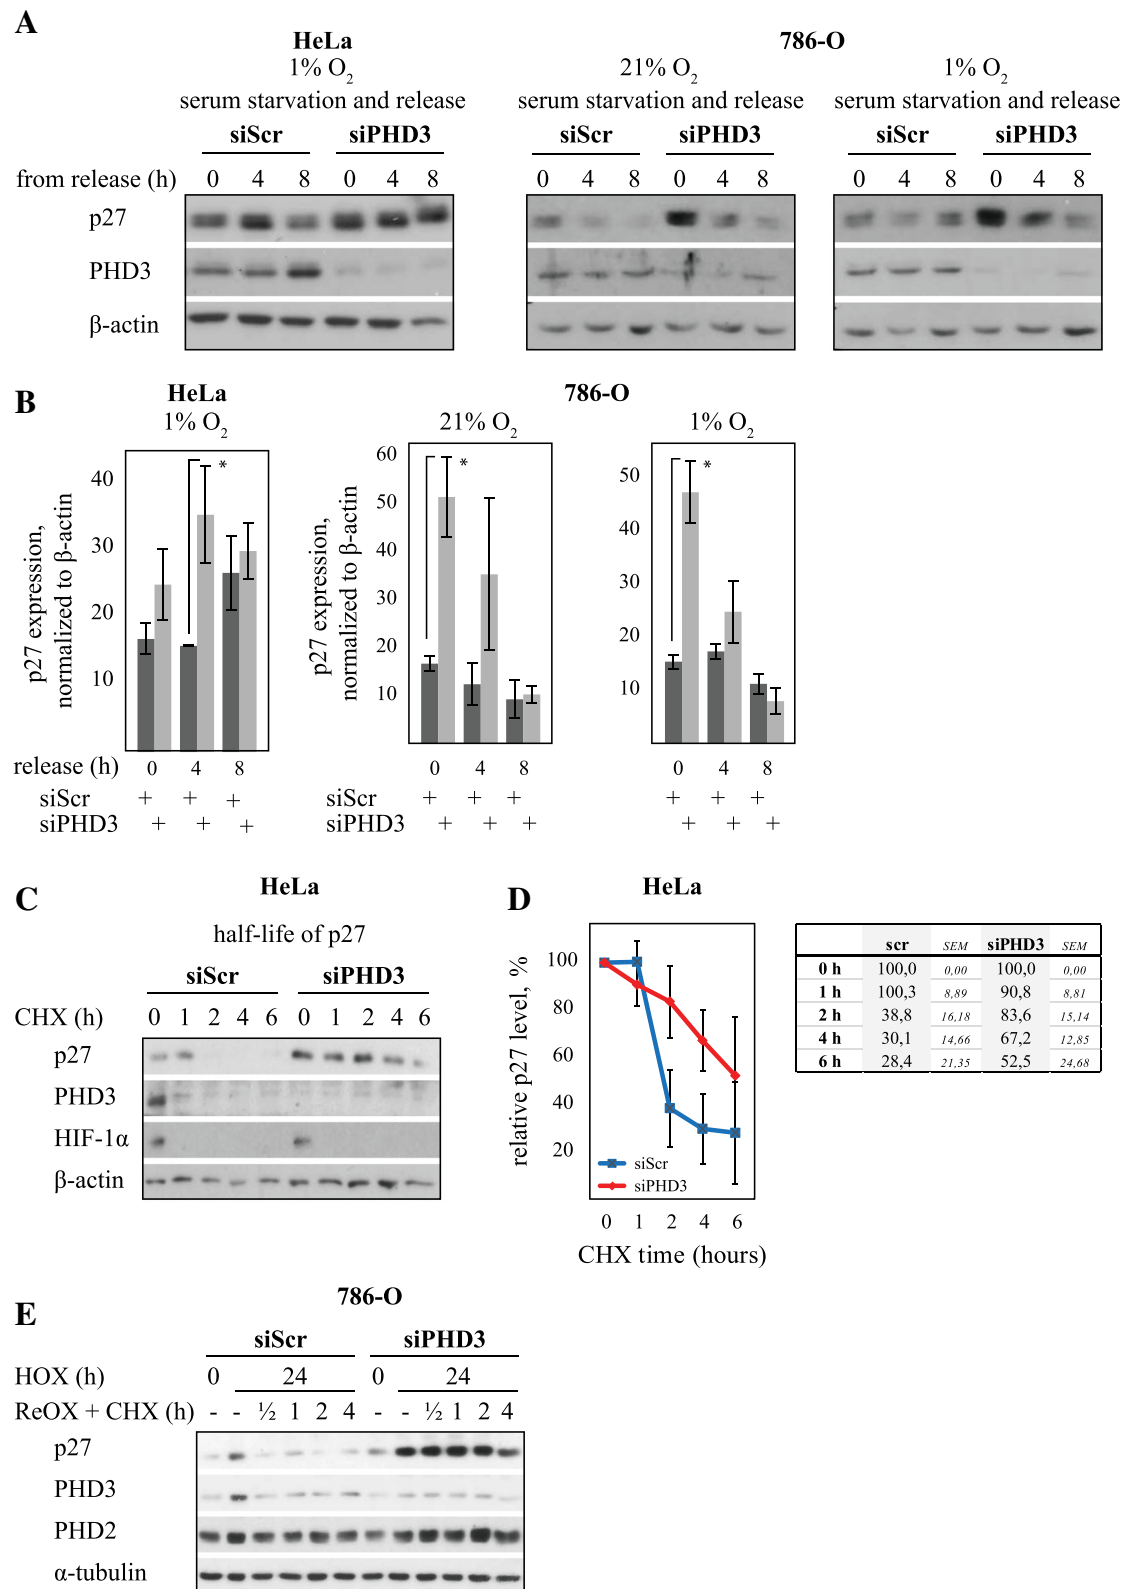 A
HeLa
1% O2
serum starvation and release
786-O
21% O2
serum starvation and release
1% O2
serum starvation and release
siScr siPHD3 siScr siPHD3 siScr siPHD3
from release (h) 0 4 8 0 4 8 0 4 8 0 4 8 0 4 8 0 4 8
p27
PHD3
β-actin
B
HeLa
1% O2
786-O
21% O2
1% O2
p27 expression,
normalized to β-actin
40
30
20
10
*
p27 expression,
normalized to β-actin
60
50
40
30
20
10
*
50
40
30
20
10
*
release (h) 0 4 8 0 4 8 0 4 8
siScr + + + siScr + + + + + +
siPHD3 + + + siPHD3 + + + + + +
C
HeLa
half-life of p27
siScr siPHD3
CHX (h) 0 1 2 4 6 0 1 2 4 6
p27
PHD3
HIF-1α
β-actin
D
HeLa
relative p27 level, %
100
80
60
40
20
siScr
siPHD3
0 1 2 4 6
CHX time (hours)
scr SEM siPHD3 SEM
0 h 100,0 0,00 100,0 0,00
1 h 100,3 8,89 90,8 8,81
2 h 38,8 16,18 83,6 15,14
4 h 30,1 14,66 67,2 12,85
6 h 28,4 21,35 52,5 24,68
E
786-O
siScr siPHD3
HOX (h) 0 24 0 24
ReOX + CHX (h) - - ½ 1 2 4 - - ½ 1 2 4
p27
PHD3
PHD2
α-tubulin